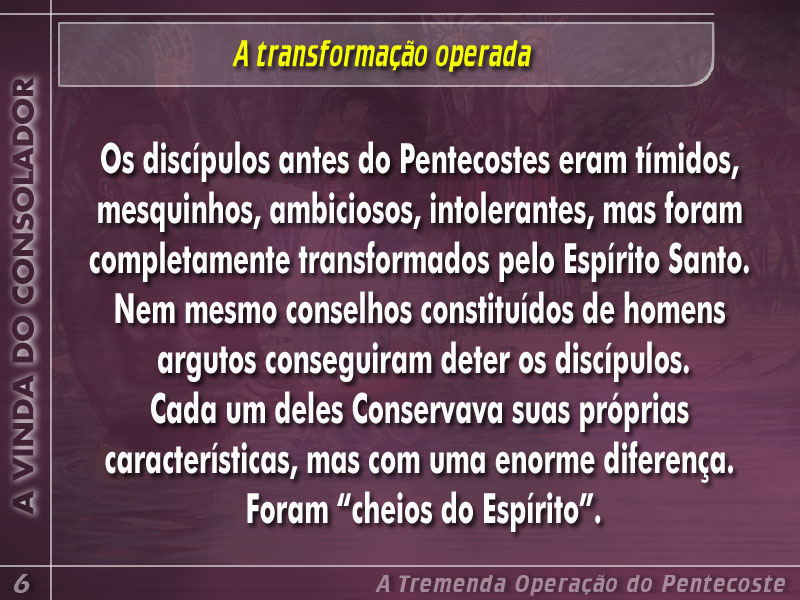 A transformação operada
A VINDA DO CONSOLADOR
Os discípulos antes do Pentecostes eram tímidos,
mesquinhos, ambiciosos, intolerantes, mas foram
completamente transformados pelo Espírito Santo.
Nem mesmo conselhos constituídos de homens
argutos conseguiram deter os discípulos.
Cada um deles Conservava suas próprias
características, mas com uma enorme diferença.
Foram “cheios do Espírito”.
6
A Tremenda Operação do Pentecoste